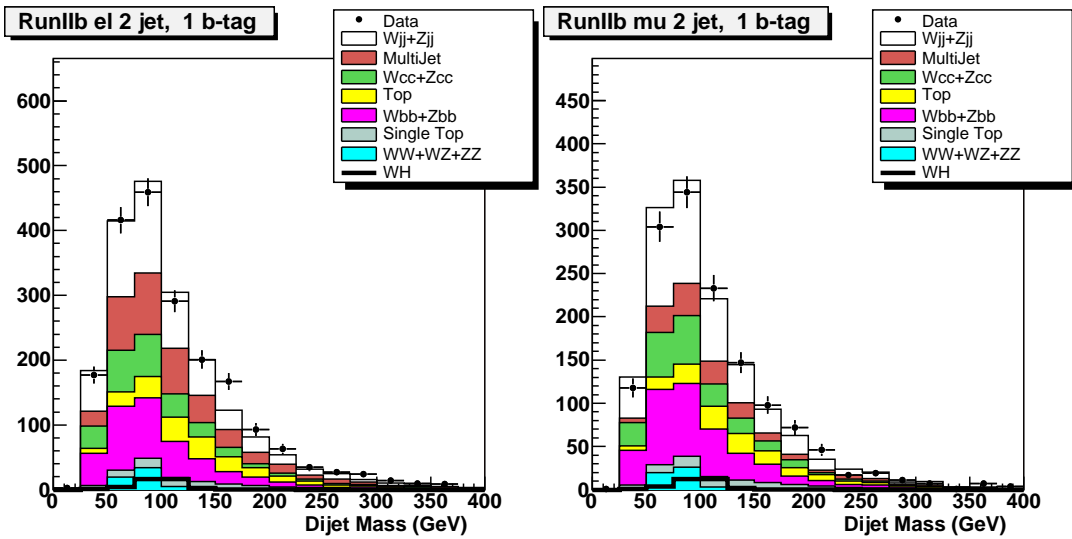 RunIIb el 2 jet, 1 b-tag
Data
Wjj+Zjj
MultiJet
Wcc+Zcc
Top
Wbb+Zbb
Single Top
WW+WZ+ZZ
WH
600
500
400
300
200
100
0
0 50 100 150 200 250 300 350 400
Dijet Mass (GeV)
RunIIb mu 2 jet, 1 b-tag
Data
Wjj+Zjj
MultiJet
Wcc+Zcc
Top
Wbb+Zbb
Single Top
WW+WZ+ZZ
WH
450
400
350
300
250
200
150
100
50
0
0 50 100 150 200 250 300 350 400
Dijet Mass (GeV)